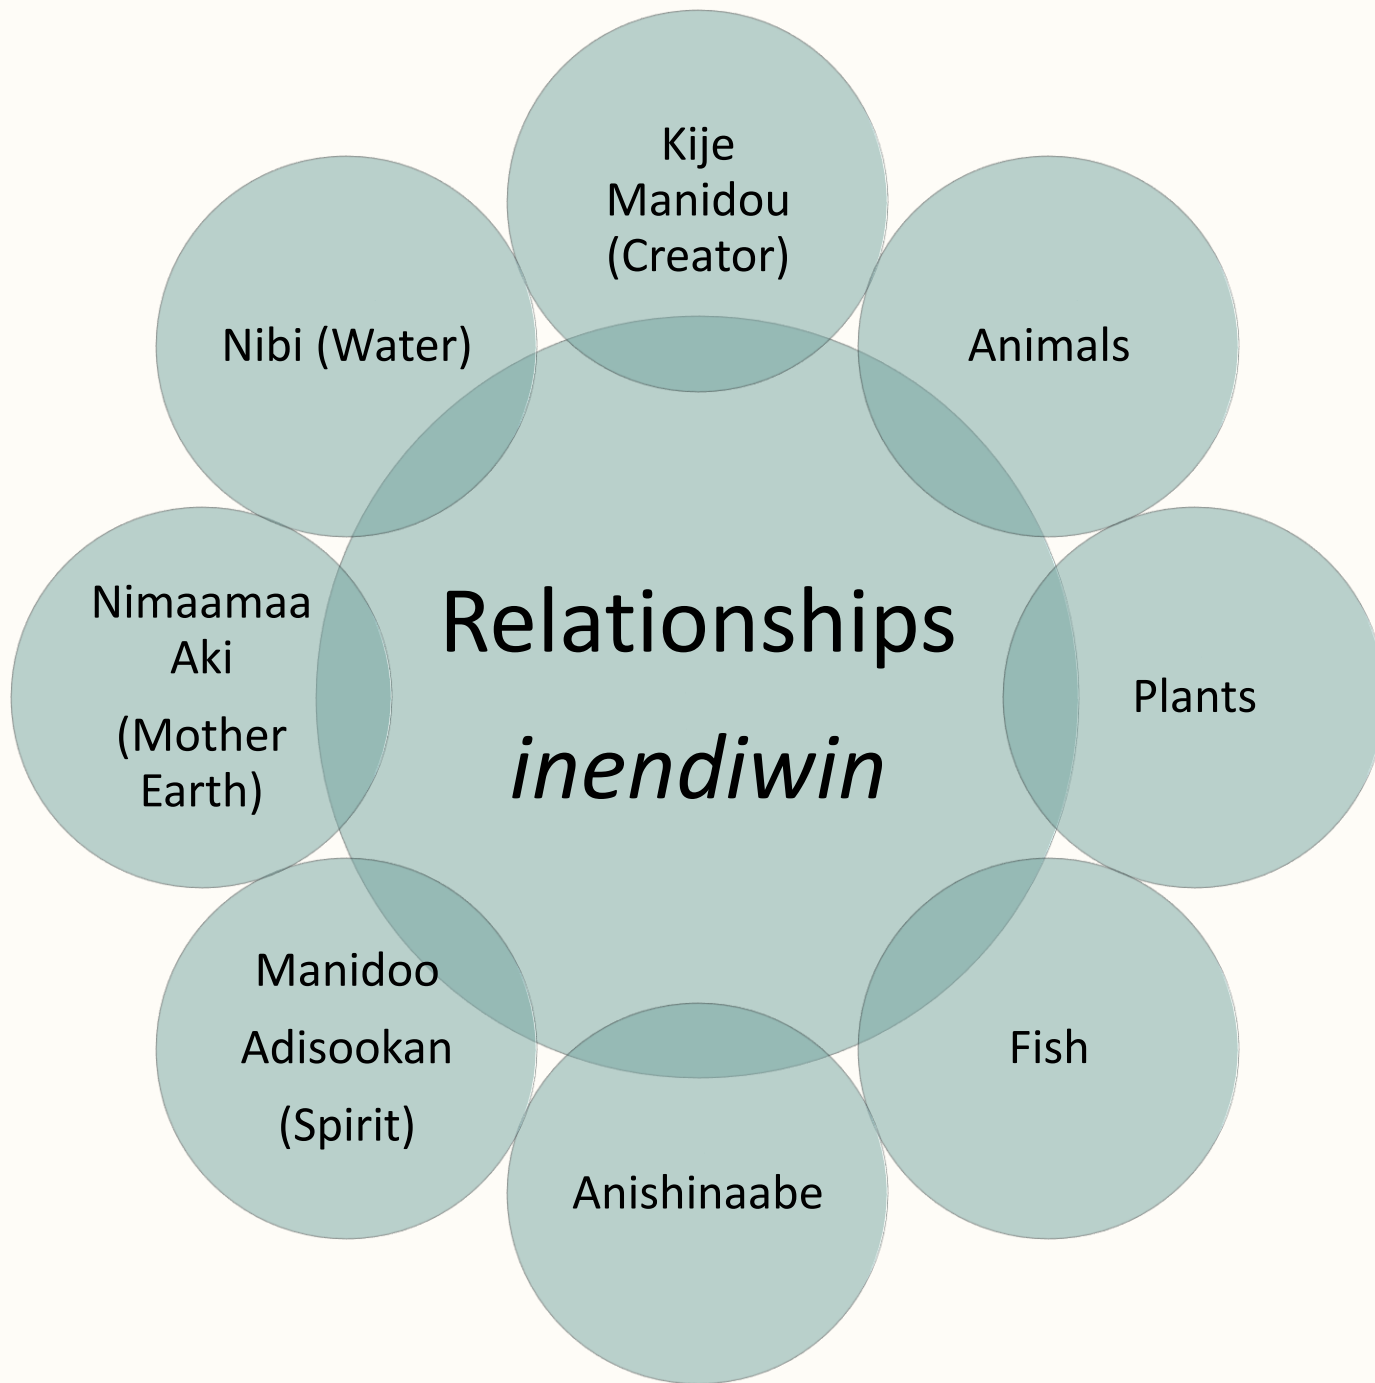 Kije
Manidou
(Creator)
Nibi (Water)
Animals
Nimaamaa
Aki
(Mother
Earth)
Relationships
inendiwin
Plants
Manidoo
Adisookan
(Spirit)
Fish
Anishinaabe